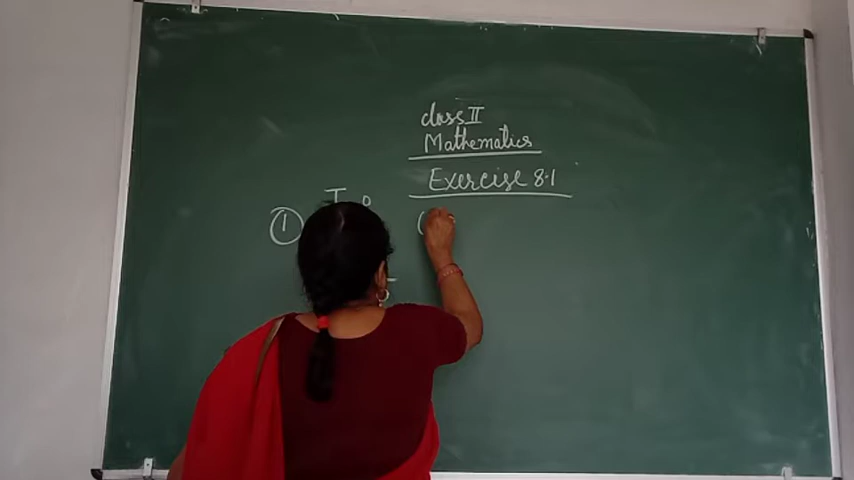 class II
Mathematics
Exercise 8.1
T O
①